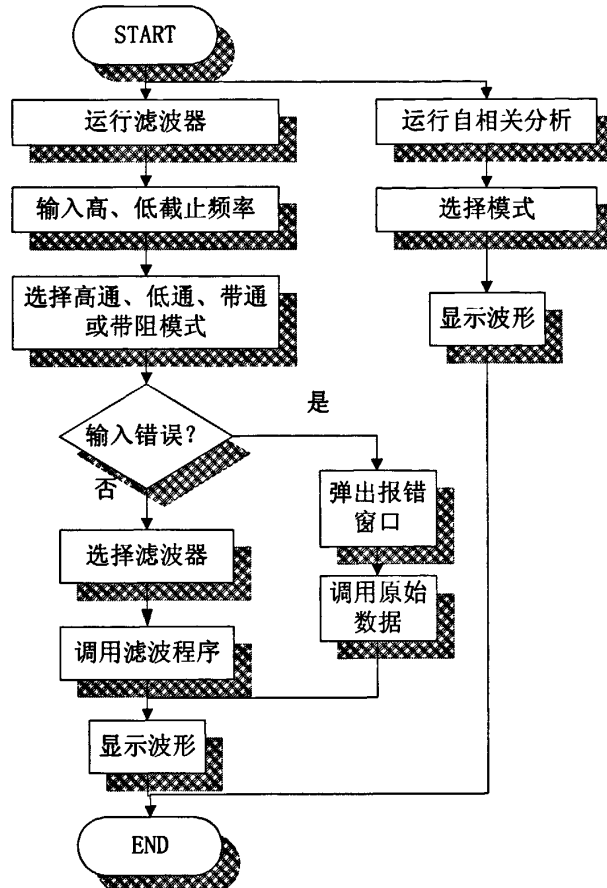 START
运行滤波器
运行自相关分析
输入高、低截止频率
选择模式
选择高通、低通、带通
或带阻模式
显示波形
是
输入错误?
否
弹出报错
窗口
选择滤波器
调用原始
数据
调用滤波程序
显示波形
END